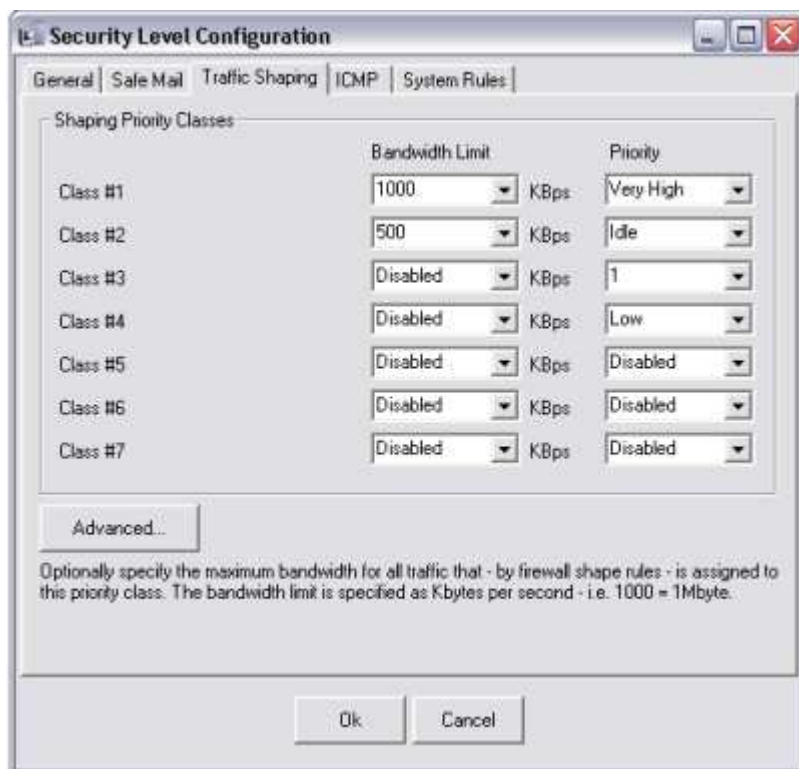 Security Level Configuration
General Safe Mail Traffic Shaping ICMP System Rules
Shaping Priority Classes
Bandwidth Limit Priority
Class #1 1000 KBps Very High
Class #2 500 KBps Idle
Class #3 Disabled KBps 1
Class #4 Disabled KBps Low
Class #5 Disabled KBps Disabled
Class #6 Disabled KBps Disabled
Class #7 Disabled KBps Disabled
Advanced...
Optionally specify the maximum bandwidth for all traffic that - by firewall shape rules - is assigned to
this priority class. The bandwidth limit is specified as Kbytes per second - i.e. 1000 = 1Mbyte.
Ok Cancel